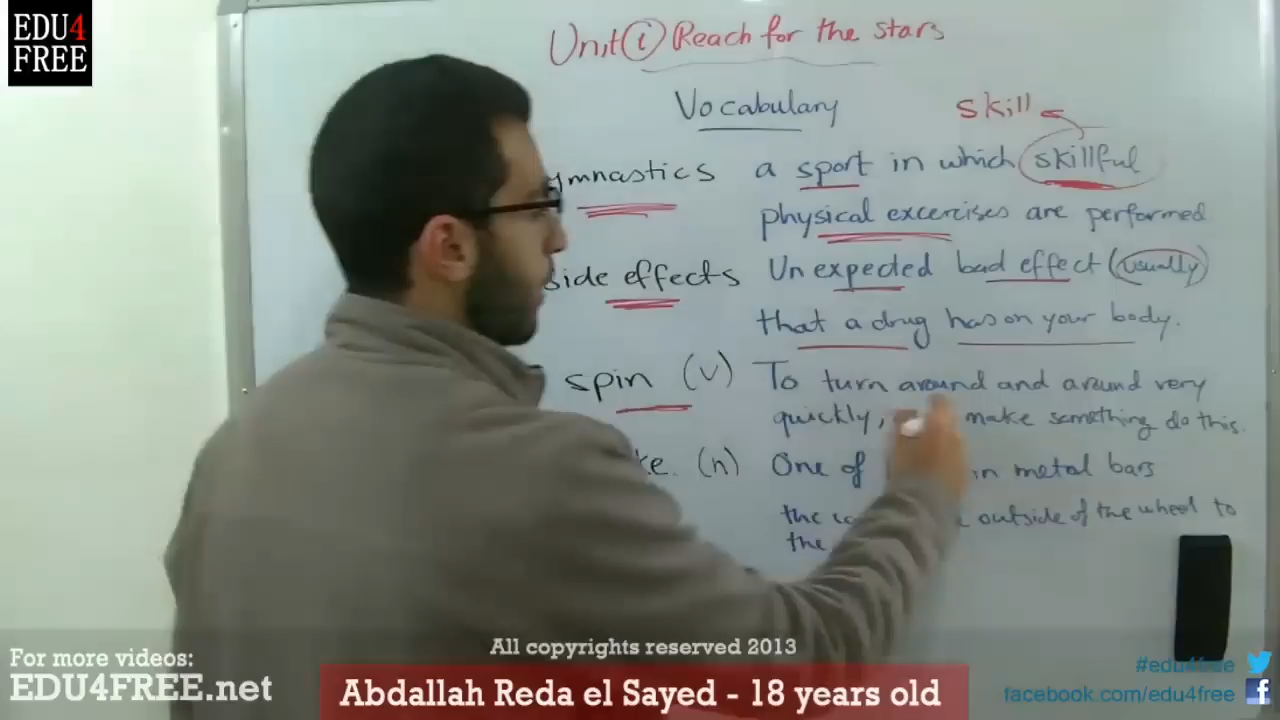 EDU4
FREE
Unit 1 Reach for the stars
Vocabulary
skill
ymnastics a sport in which skillful
physical excercises are performed
Side effects Unexpected bad effect (usually)
that a drug has on your body.
spin (v) To turn around and around very
quickly, make something do this.
ke. (n) One of in metal bars
the outside of the wheel to
the
All copyrights reserved 2013
For more videos:
EDU4FREE.net
Abdallah Reda el Sayed - 18 years old
#edu4free
facebook.com/edu4free